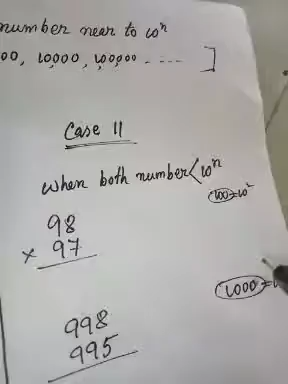 number near to 10ⁿ
00, 10,000, 1,00,000 - - - - ]
Case II
when both number < 10ⁿ
100 = 10²
98
× 97
1000 =
998
995